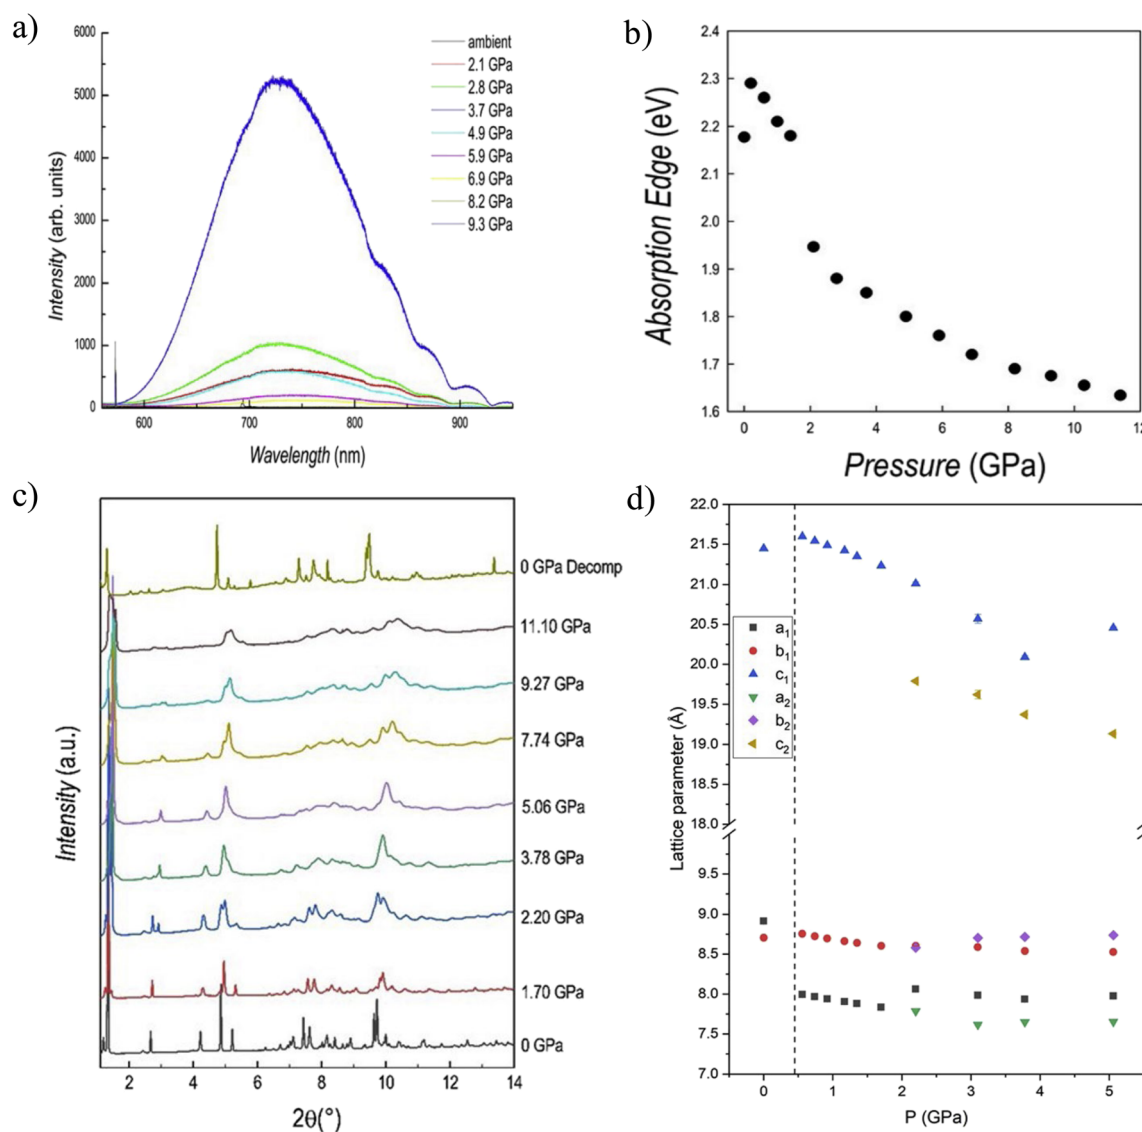 a)
6000
5000
4000
3000
2000
1000
0
Intensity (arb. units)
600
700
800
900
Wavelength (nm)
ambient
2.1 GPa
2.8 GPa
3.7 GPa
4.9 GPa
5.9 GPa
6.9 GPa
8.2 GPa
9.3 GPa
b)
2.4
2.3
2.2
2.1
2.0
1.9
1.8
1.7
1.6
Absorption Edge (eV)
0
2
4
6
8
10
12
Pressure (GPa)
c)
Intensity (a.u.)
0 GPa Decomp
11.10 GPa
9.27 GPa
7.74 GPa
5.06 GPa
3.78 GPa
2.20 GPa
1.70 GPa
0 GPa
2
4
6
8
10
12
14
2θ(°)
d)
22.0
21.5
21.0
20.5
20.0
19.5
19.0
18.5
18.0
9.5
9.0
8.5
8.0
7.5
7.0
Lattice parameter (Å)
a1
b1
c1
a2
b2
c2
0
1
2
3
4
5
P (GPa)